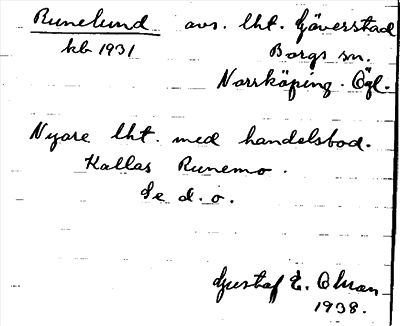 Runelund avs. lht. Gäverstad
kb 1931 Borgs sn.
Norrköping. Ögl.
Nyare lht. med handelsbod.
Kallas Runemo.
Se d. o.
Gustaf E. Olson
1938.